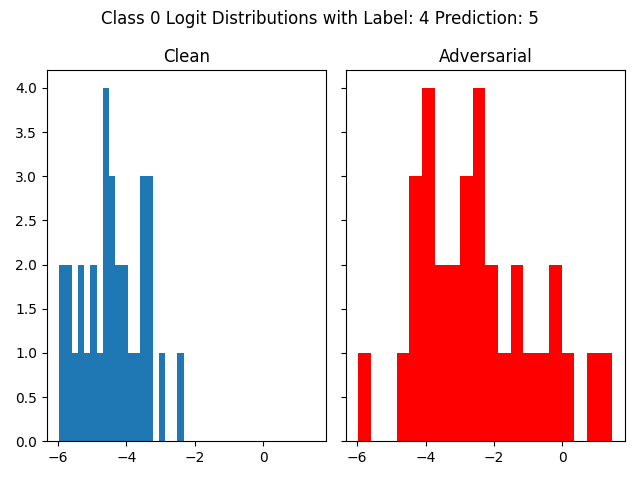 Class 0 Logit Distributions with Label: 4 Prediction: 5
Clean
Adversarial
4.0
3.5
3.0
2.5
2.0
1.5
1.0
0.5
0.0
−6 −4 −2 0
−6 −4 −2 0